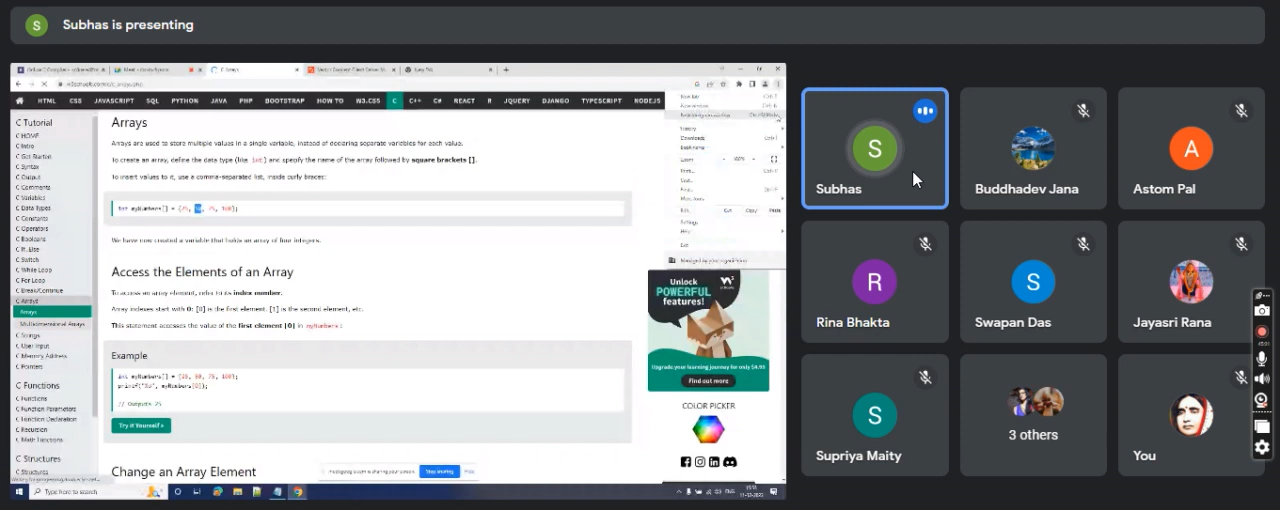 S
Subhas is presenting
C Arrays
HTML CSS JAVASCRIPT SQL PYTHON JAVA PHP BOOTSTRAP HOW TO W3.CSS C C++ C# REACT R JQUERY DJANGO TYPESCRIPT NODEJS
C Tutorial
C HOME
C Intro
C Get Started
C Syntax
C Output
C Comments
C Variables
C Data Types
C Constants
C Operators
C Booleans
C If...Else
C Switch
C While Loop
C For Loop
C Break/Continue
C Arrays
Arrays
Multidimensional Arrays
C Strings
C User Input
C Memory Address
C Pointers
C Functions
C Functions
C Function Parameters
C Function Declaration
C Recursion
C Math Functions
C Structures
C Structures
Arrays
Arrays are used to store multiple values in a single variable, instead of declaring separate variables for each value.
To create an array, define the data type (like int) and specify the name of the array followed by square brackets [].
To insert values to it, use a comma-separated list, inside curly braces:
int myNumbers[] = {25, 50, 75, 100};
We have now created a variable that holds an array of four integers.
Access the Elements of an Array
To access an array element, refer to its index number.
Array indexes start with 0: [0] is the first element. [1] is the second element, etc.
This statement accesses the value of the first element [0] in myNumbers:
Example
int myNumbers[] = {25, 50, 75, 100};
printf("%d", myNumbers[0]);
// Outputs 25
Try it Yourself »
Change an Array Element
Stop sharing
Hide
History
Downloads
Zoom
Cut Copy Paste
Settings
Help
Exit
Unlock
POWERFUL
features!
Upgrade your learning journey for only $4.99
Find out more
COLOR PICKER
Type here to search
ENG
S
Subhas
Buddhadev Jana
A
Astom Pal
R
Rina Bhakta
S
Swapan Das
Jayasri Rana
S
Supriya Maity
3 others
You